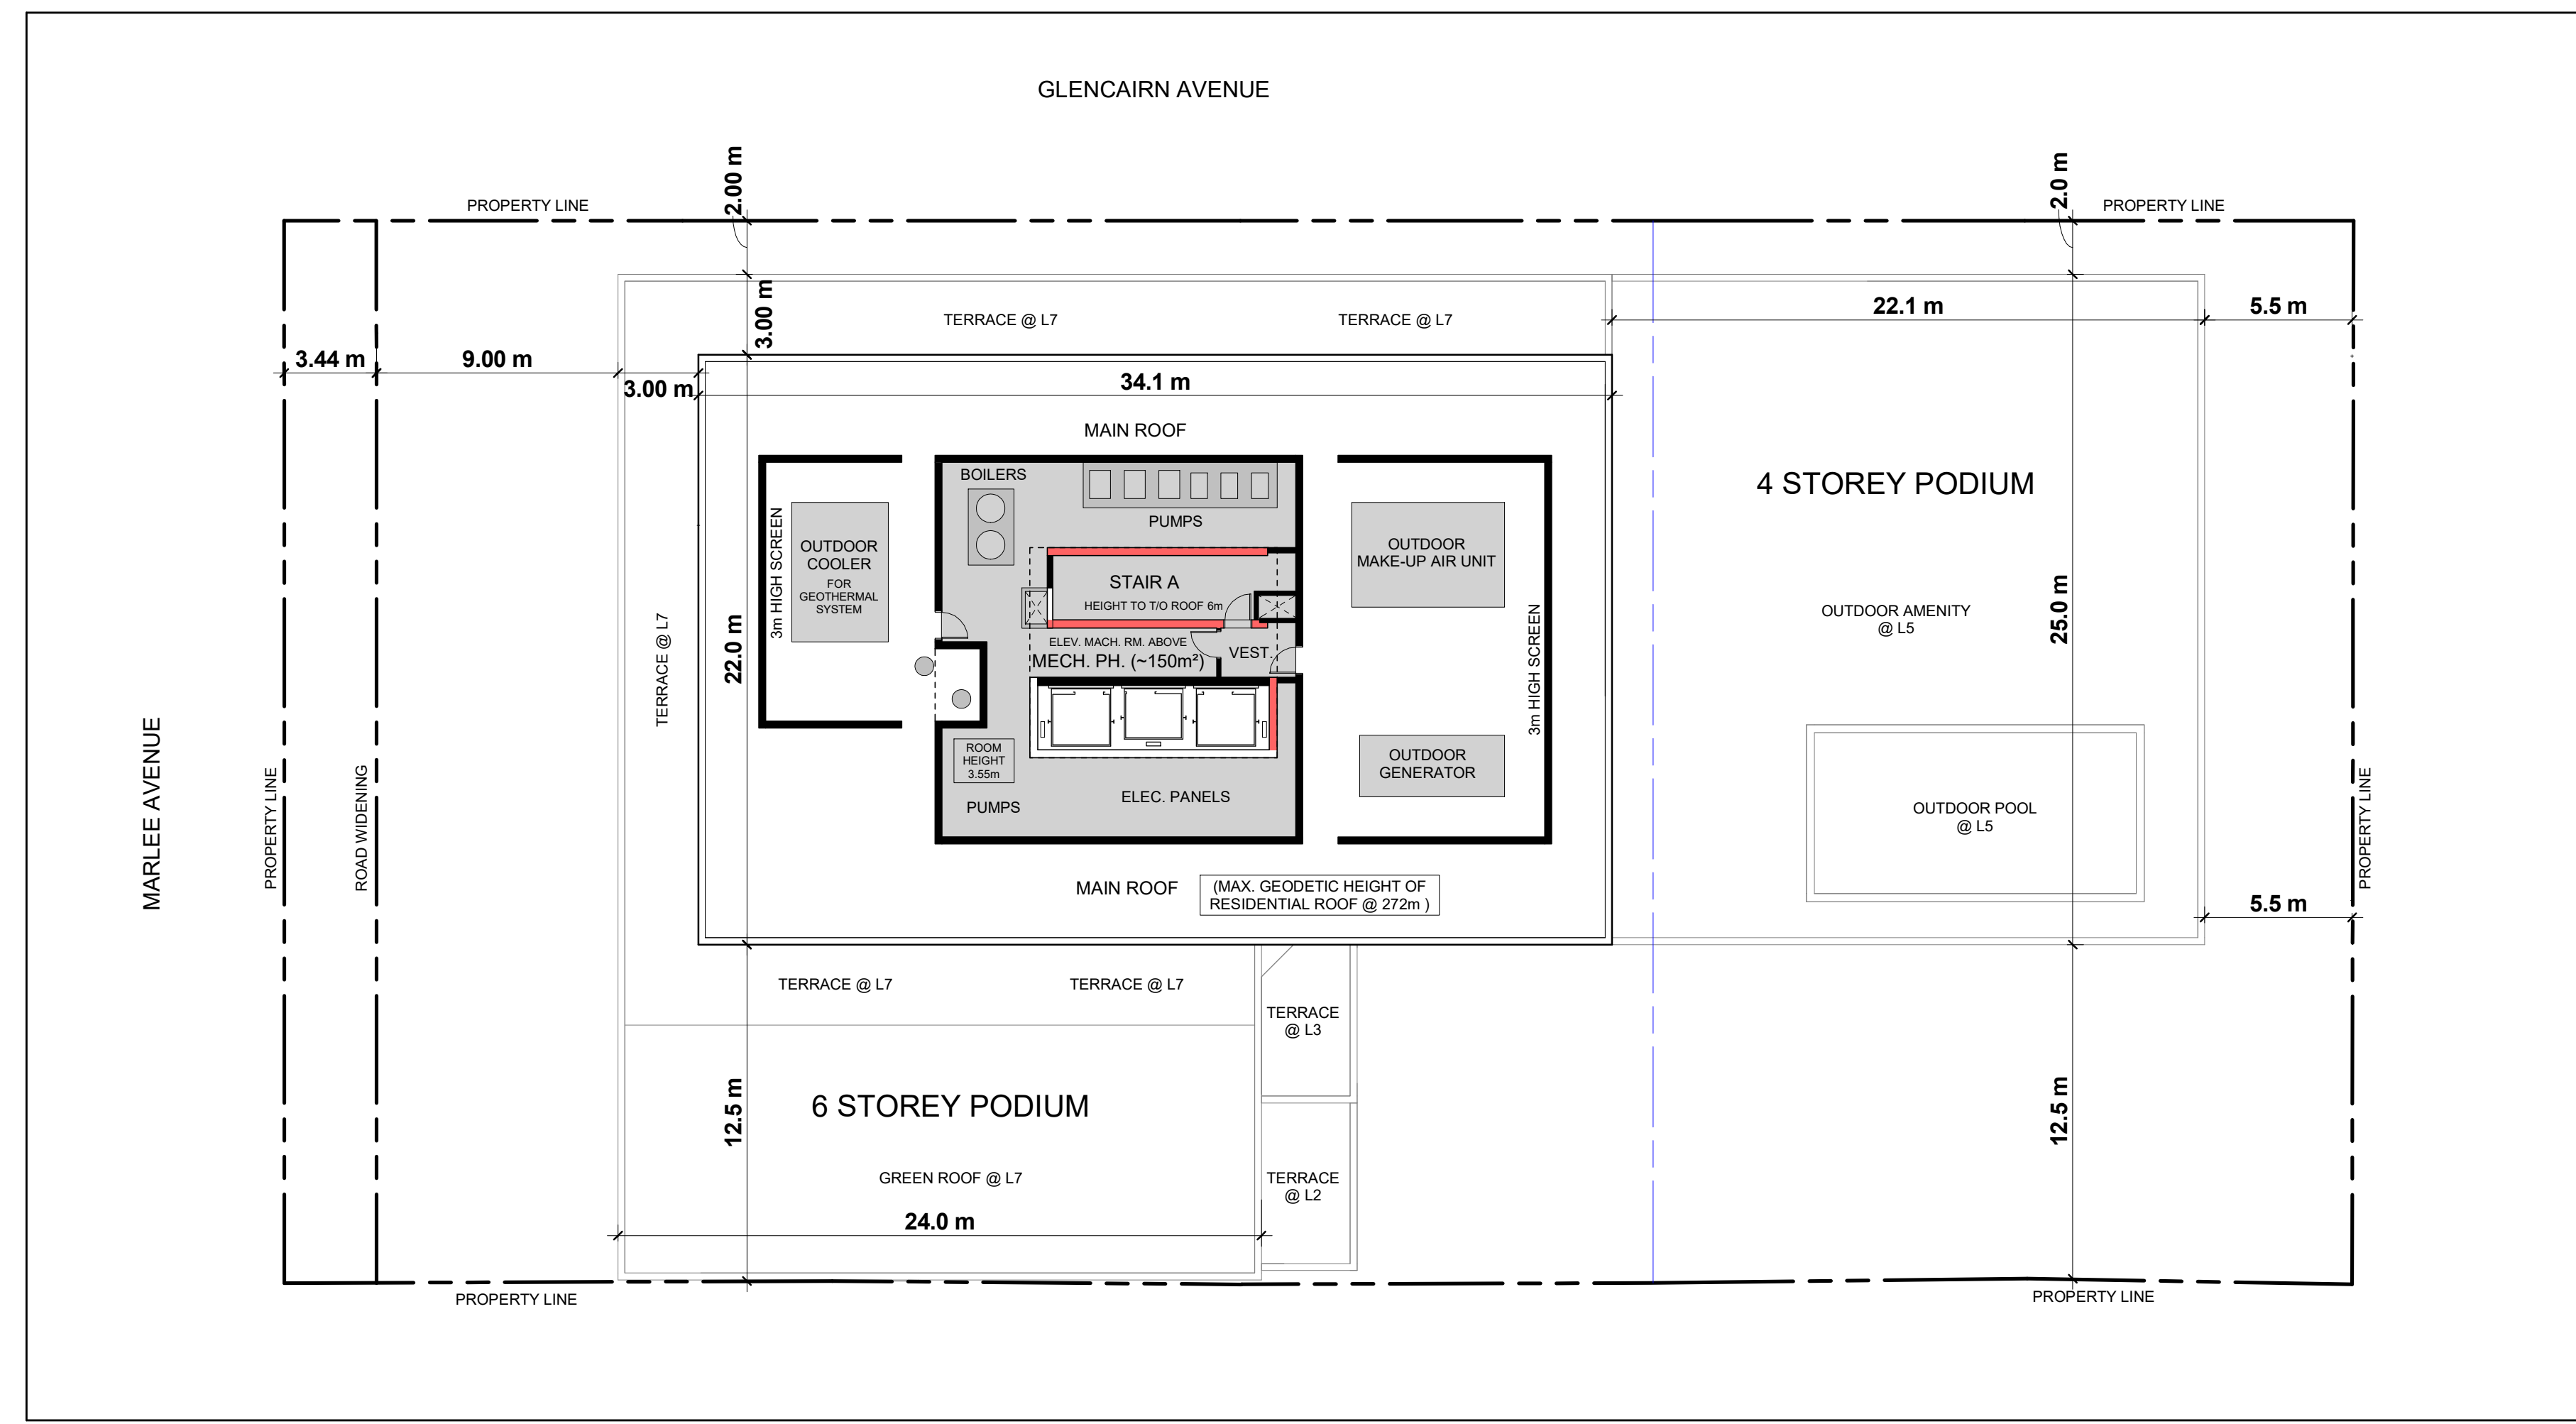 GLENCAIRN AVENUE
PROPERTY LINE
2.00 m
2.0 m
PROPERTY LINE
3.00 m
TERRACE @ L7
TERRACE @ L7
22.1 m
5.5 m
3.44 m
9.00 m
3.00 m
34.1 m
MAIN ROOF
BOILERS
PUMPS
4 STOREY PODIUM
3m HIGH SCREEN
OUTDOOR
COOLER
FOR
GEOTHERMAL
SYSTEM
OUTDOOR
MAKE-UP AIR UNIT
STAIR A
HEIGHT TO T/O ROOF 6m
ELEV. MACH. RM. ABOVE
MECH. PH. (~150m²)
VEST.
OUTDOOR AMENITY
@ L5
25.0 m
TERRACE @ L7
22.0 m
3m HIGH SCREEN
ROOM
HEIGHT
3.55m
PUMPS
ELEC. PANELS
OUTDOOR
GENERATOR
OUTDOOR POOL
@ L5
MARLEE AVENUE
PROPERTY LINE
ROAD WIDENING
PROPERTY LINE
MAIN ROOF
(MAX. GEODETIC HEIGHT OF
RESIDENTIAL ROOF @ 272m )
5.5 m
TERRACE @ L7
TERRACE @ L7
TERRACE
@ L3
12.5 m
6 STOREY PODIUM
12.5 m
GREEN ROOF @ L7
TERRACE
@ L2
24.0 m
PROPERTY LINE
PROPERTY LINE